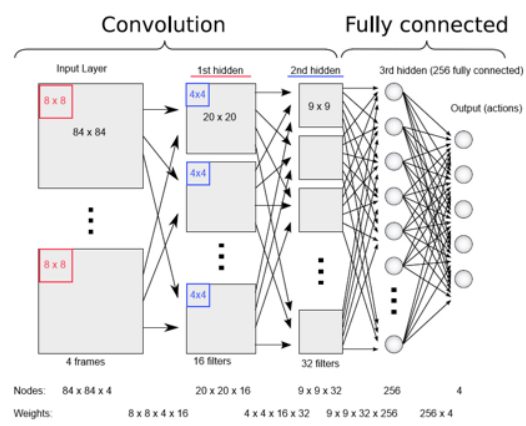 Convolution Fully connected
Input Layer 1st hidden 2nd hidden 3rd hidden (256 fully connected)
8 x 8
84 x 84
4x4
20 x 20
9 x 9
Output (actions)
4x4
8 x 8
4x4
4 frames 16 filters 32 filters
Nodes: 84 x 84 x 4 20 x 20 x 16 9 x 9 x 32 256 4
Weights: 8 x 8 x 4 x 16 4 x 4 x 16 x 32 9 x 9 x 32 x 256 256 x 4